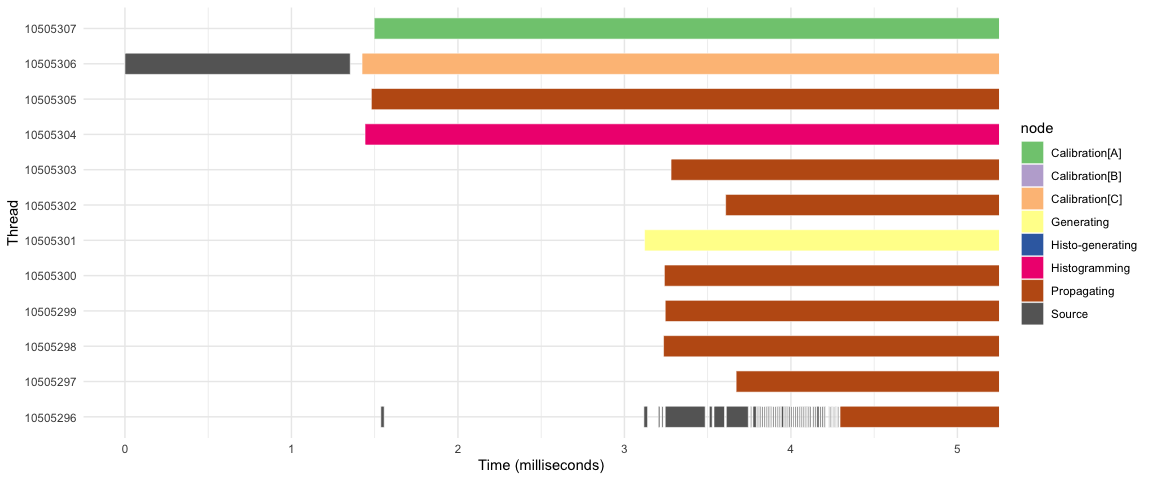 10505307
10505306
10505305
10505304
10505303
10505302
10505301
10505300
10505299
10505298
10505297
10505296
Thread
0 1 2 3 4 5
Time (milliseconds)
node
Calibration[A]
Calibration[B]
Calibration[C]
Generating
Histo-generating
Histogramming
Propagating
Source